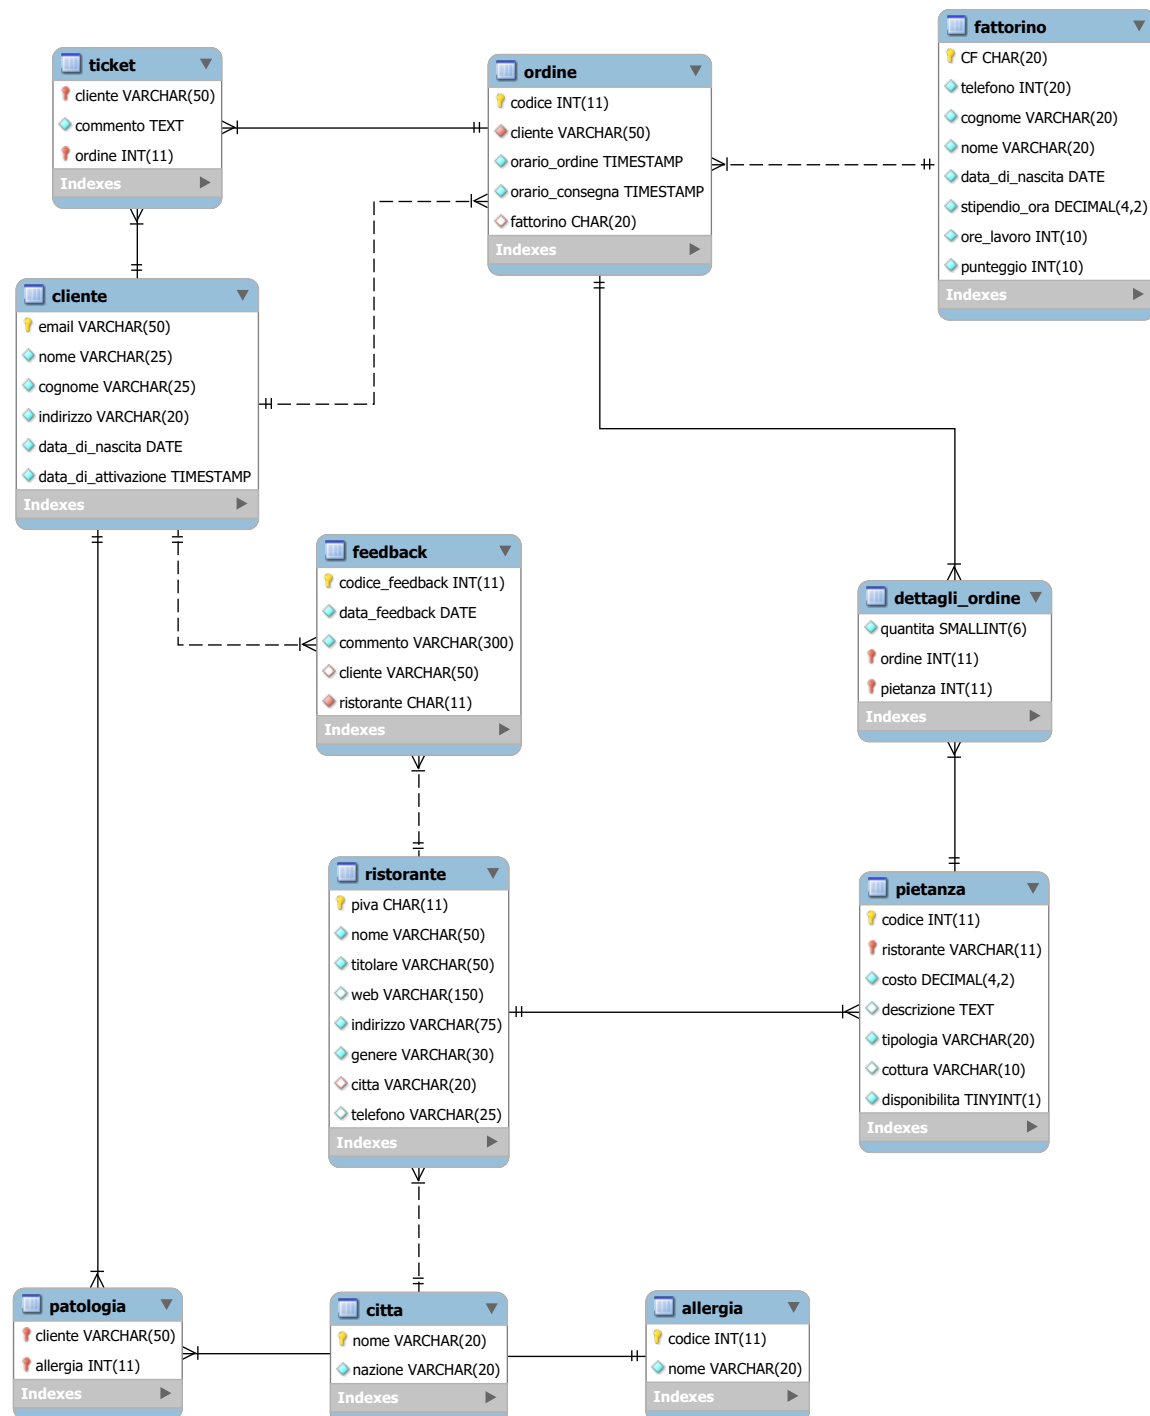 ticket
cliente VARCHAR(50)
commento TEXT
ordine INT(11)
Indexes
ordine
codice INT(11)
cliente VARCHAR(50)
orario_ordine TIMESTAMP
orario_consegna TIMESTAMP
fattorino CHAR(20)
Indexes
fattorino
CF CHAR(20)
telefono INT(20)
cognome VARCHAR(20)
nome VARCHAR(20)
data_di_nascita DATE
stipendio_ora DECIMAL(4,2)
ore_lavoro INT(10)
punteggio INT(10)
Indexes
cliente
email VARCHAR(50)
nome VARCHAR(25)
cognome VARCHAR(25)
indirizzo VARCHAR(20)
data_di_nascita DATE
data_di_attivazione TIMESTAMP
Indexes
feedback
codice_feedback INT(11)
data_feedback DATE
commento VARCHAR(300)
cliente VARCHAR(50)
ristorante CHAR(11)
Indexes
dettagli_ordine
quantita SMALLINT(6)
ordine INT(11)
pietanza INT(11)
Indexes
ristorante
piva CHAR(11)
nome VARCHAR(50)
titolare VARCHAR(50)
web VARCHAR(150)
indirizzo VARCHAR(75)
genere VARCHAR(30)
citta VARCHAR(20)
telefono VARCHAR(25)
Indexes
pietanza
codice INT(11)
ristorante VARCHAR(11)
costo DECIMAL(4,2)
descrizione TEXT
tipologia VARCHAR(20)
cottura VARCHAR(10)
disponibilita TINYINT(1)
Indexes
patologia
cliente VARCHAR(50)
allergia INT(11)
Indexes
citta
nome VARCHAR(20)
nazione VARCHAR(20)
Indexes
allergia
codice INT(11)
nome VARCHAR(20)
Indexes